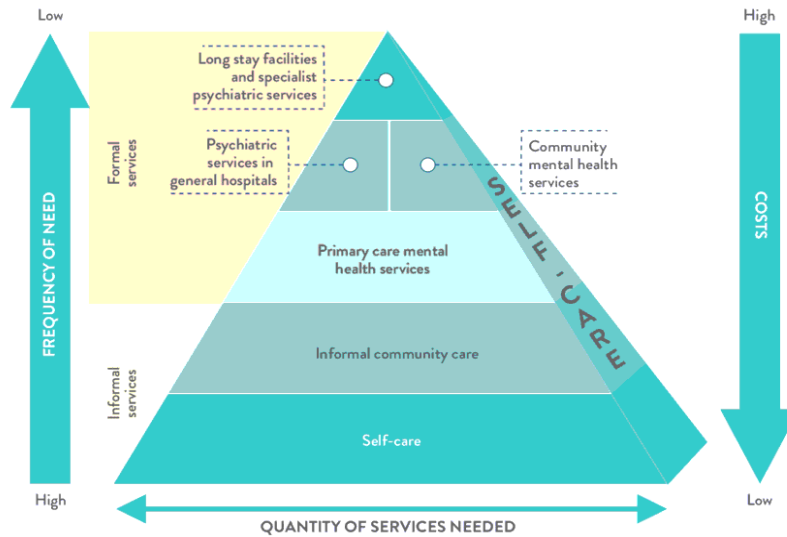 Low
High
Long stay facilities
and specialist
psychiatric services
Formal
services
Psychiatric
services in
general hospitals
Community
mental health
services
SELF 'CARE
FREQUENCY OF NEED
COSTS
Primary care mental
health services
Informal community care
Informal
services
Self-care
High
Low
QUANTITY OF SERVICES NEEDED